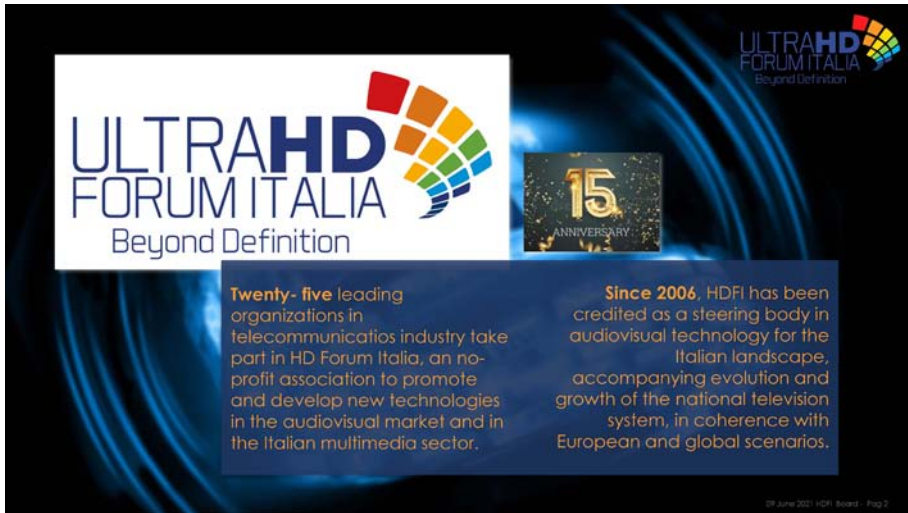 ULTRAHD
FORUM ITALIA
Beyond Definition
ULTRAHD
FORUM ITALIA
Beyond Definition
15
ANNIVERSARY
Twenty- five leading
organizations in
telecommunicatios industry take
part in HD Forum Italia, an no-
profit association to promote
and develop new technologies
in the audiovisual market and in
the Italian multimedia sector.
Since 2006, HDFI has been
credited as a steering body in
audiovisual technology for the
Italian landscape,
accompanying evolution and
growth of the national television
system, in coherence with
European and global scenarios.
29 June 2021 HDFI Board - Pag 2